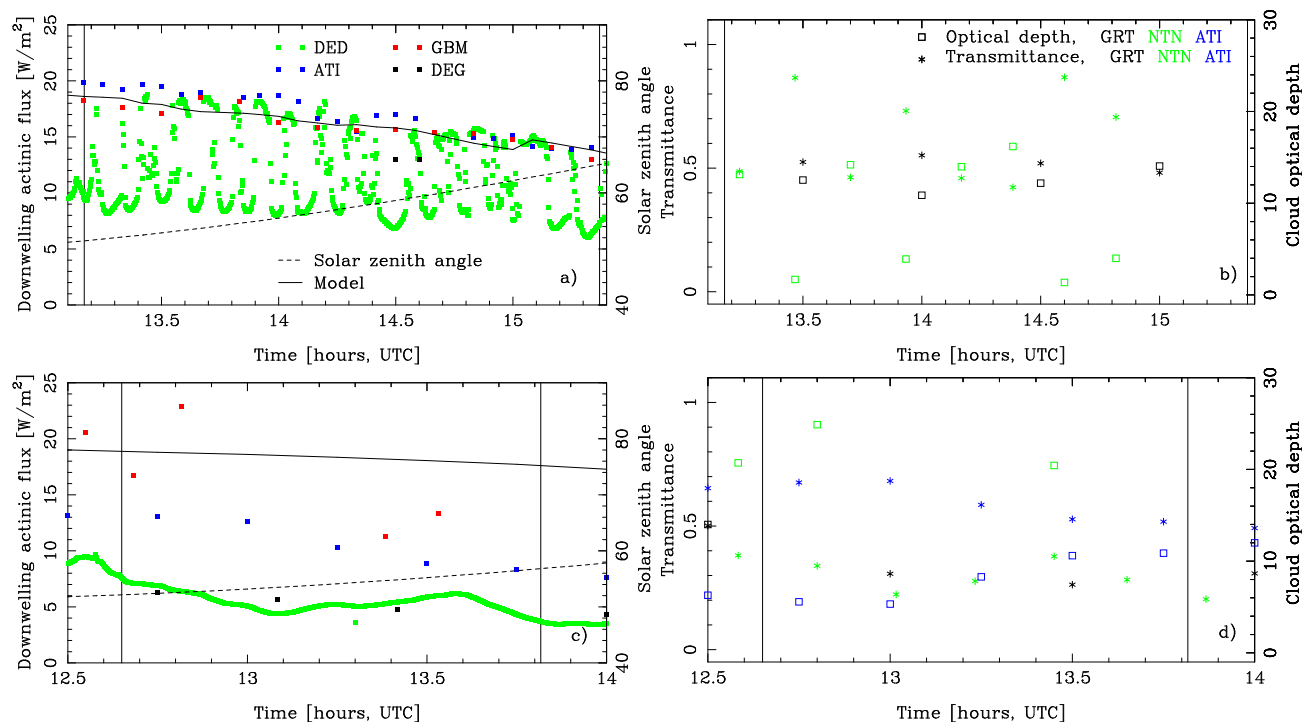 Downwelling actinic flux [W/m²]
0 5 10 15 20 25
DED GBM
ATI DEG
Solar zenith angle
Model
a)
40 60 80
Solar zenith angle
13.5 14 14.5 15
Time [hours, UTC]
Transmittance
0 0.5 1
Optical depth, GRT NTN ATI
Transmittance, GRT NTN ATI
b)
0 10 20 30
Cloud optical depth
13.5 14 14.5 15
Time [hours, UTC]
Downwelling actinic flux [W/m²]
0 5 10 15 20 25
c)
40 60 80
Solar zenith angle
12.5 13 13.5 14
Time [hours, UTC]
Transmittance
0 0.5 1
d)
0 10 20 30
Cloud optical depth
12.5 13 13.5 14
Time [hours, UTC]